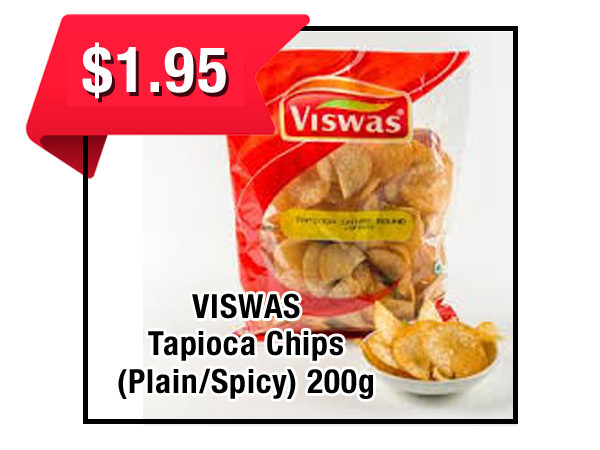 $1.95
VISWAS®
VISWAS
Tapioca Chips
(Plain/Spicy) 200g